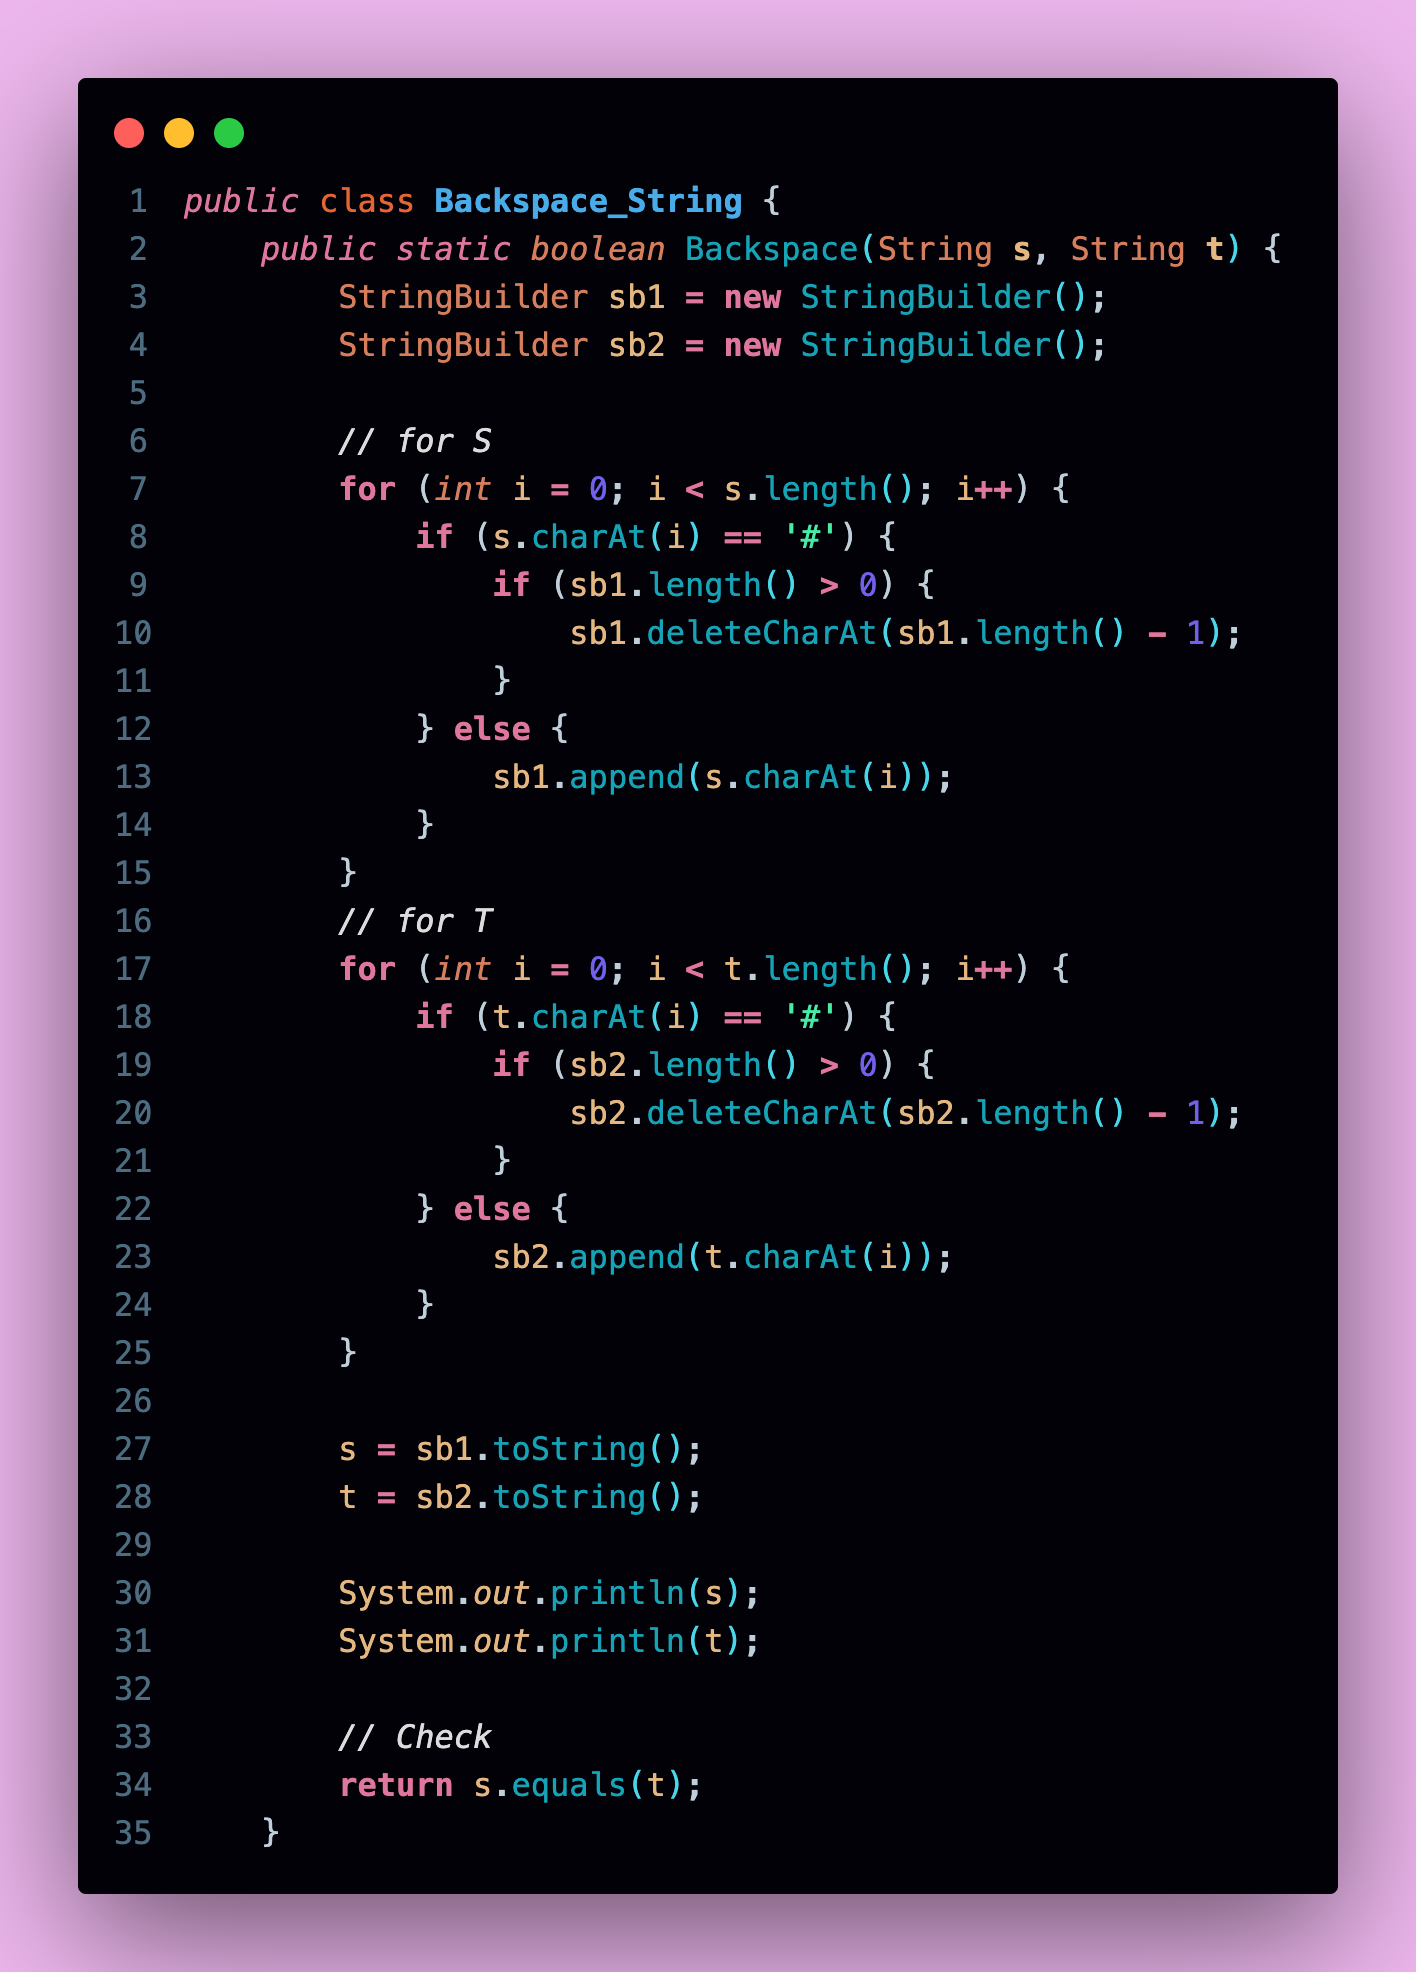 1 public class Backspace_String {
2 public static boolean Backspace(String s, String t) {
3 StringBuilder sb1 = new StringBuilder();
4 StringBuilder sb2 = new StringBuilder();
5
6 // for S
7 for (int i = 0; i < s.length(); i++) {
8 if (s.charAt(i) == '#') {
9 if (sb1.length() > 0) {
10 sb1.deleteCharAt(sb1.length() - 1);
11 }
12 } else {
13 sb1.append(s.charAt(i));
14 }
15 }
16 // for T
17 for (int i = 0; i < t.length(); i++) {
18 if (t.charAt(i) == '#') {
19 if (sb2.length() > 0) {
20 sb2.deleteCharAt(sb2.length() - 1);
21 }
22 } else {
23 sb2.append(t.charAt(i));
24 }
25 }
26
27 s = sb1.toString();
28 t = sb2.toString();
29
30 System.out.println(s);
31 System.out.println(t);
32
33 // Check
34 return s.equals(t);
35 }